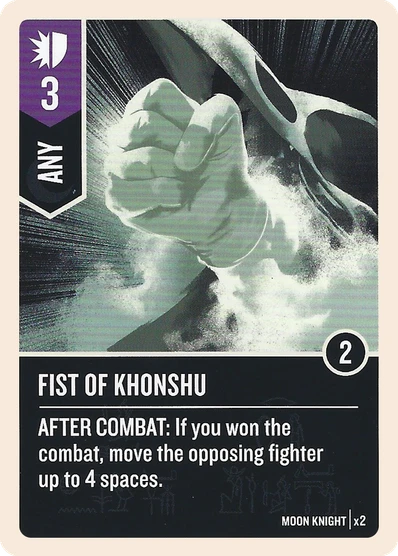 3
ANY
2
FIST OF KHONSHU
AFTER COMBAT: If you won the
combat, move the opposing fighter
up to 4 spaces.
MOON KNIGHT | x2